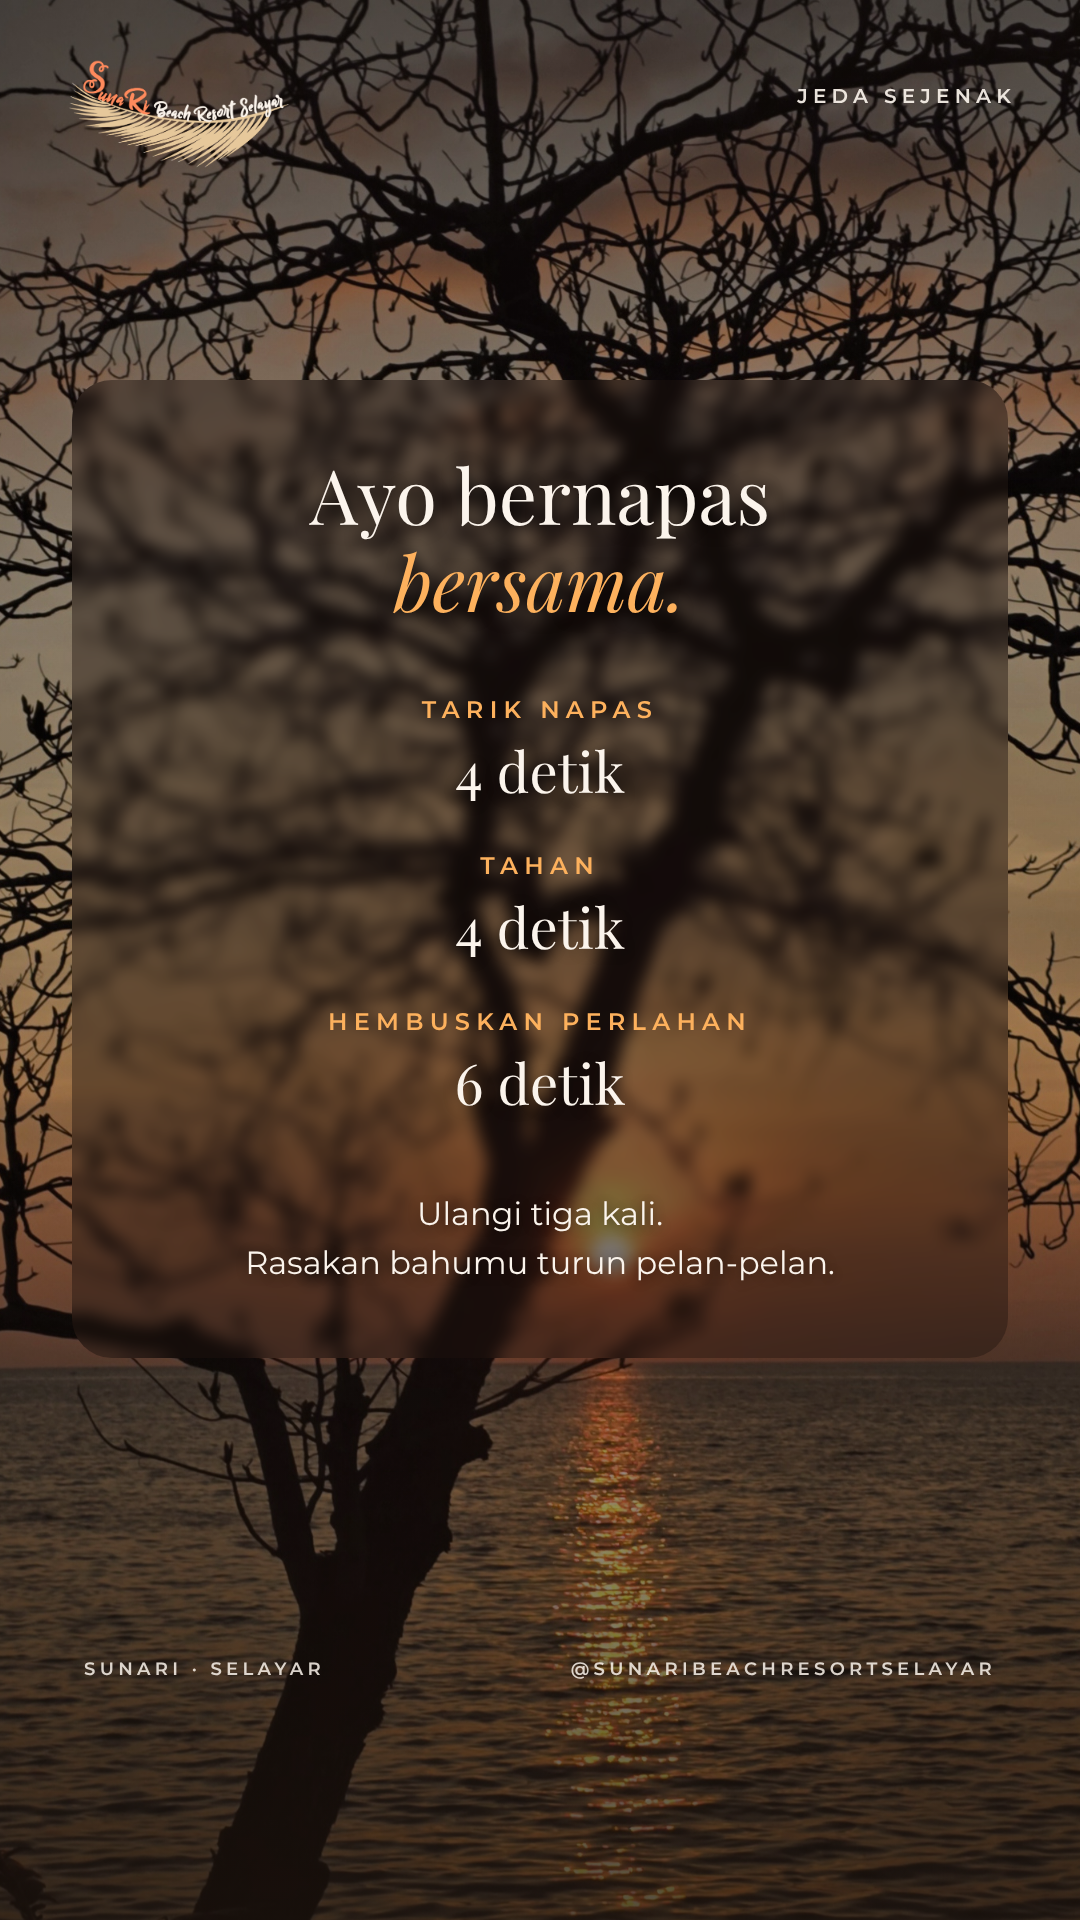 SunaRi Beach Resort Selayar
JEDA SEJENAK
Ayo bernapas
bersama.
TARIK NAPAS
4 detik
TAHAN
4 detik
HEMBUSKAN PERLAHAN
6 detik
Ulangi tiga kali.
Rasakan bahumu turun pelan-pelan.
SUNARI · SELAYAR
@SUNARIBEACHRESORTSELAYAR